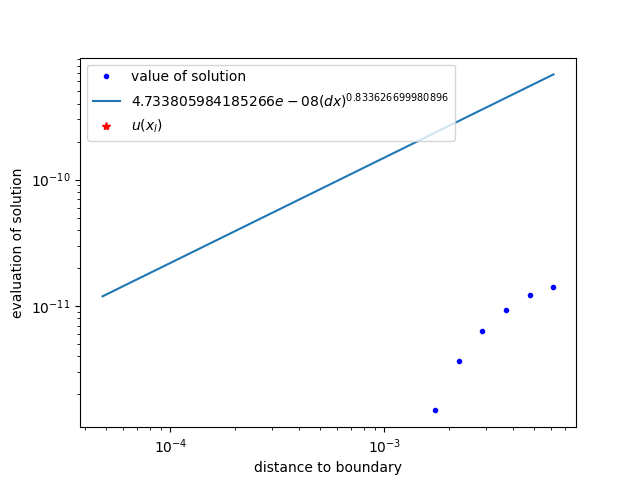 value of solution
4.733805984185266e − 08(dx)^0.833626699980896
u(x_l)
evaluation of solution
10^−10
10^−11
10^−4
10^−3
distance to boundary